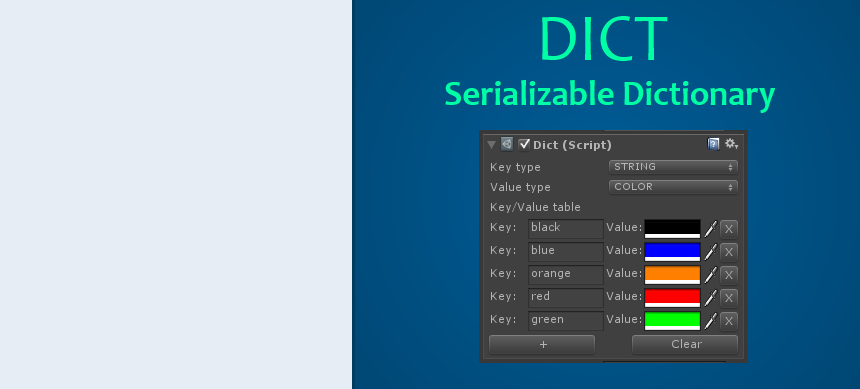 DICT
Serializable Dictionary
Dict (Script)
Key type STRING
Value type COLOR
Key/Value table
Key: black Value: X
Key: blue Value: X
Key: orange Value: X
Key: red Value: X
Key: green Value: X
+ Clear